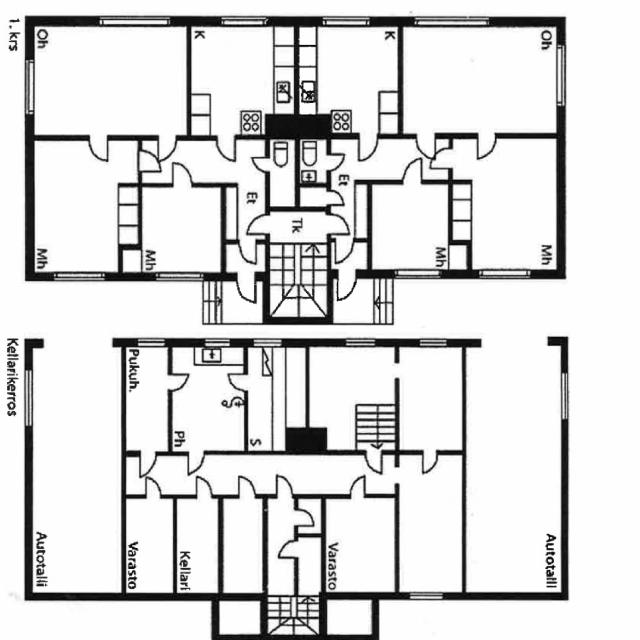 1. krs
Oh
K
K
Oh
Et
Et
Tk
Mh
Mh
Mh
Mh
Kellarikerros
Pukuh.
Ph
S
Autotalli
Varasto
Kellari
Varasto
Autotalli